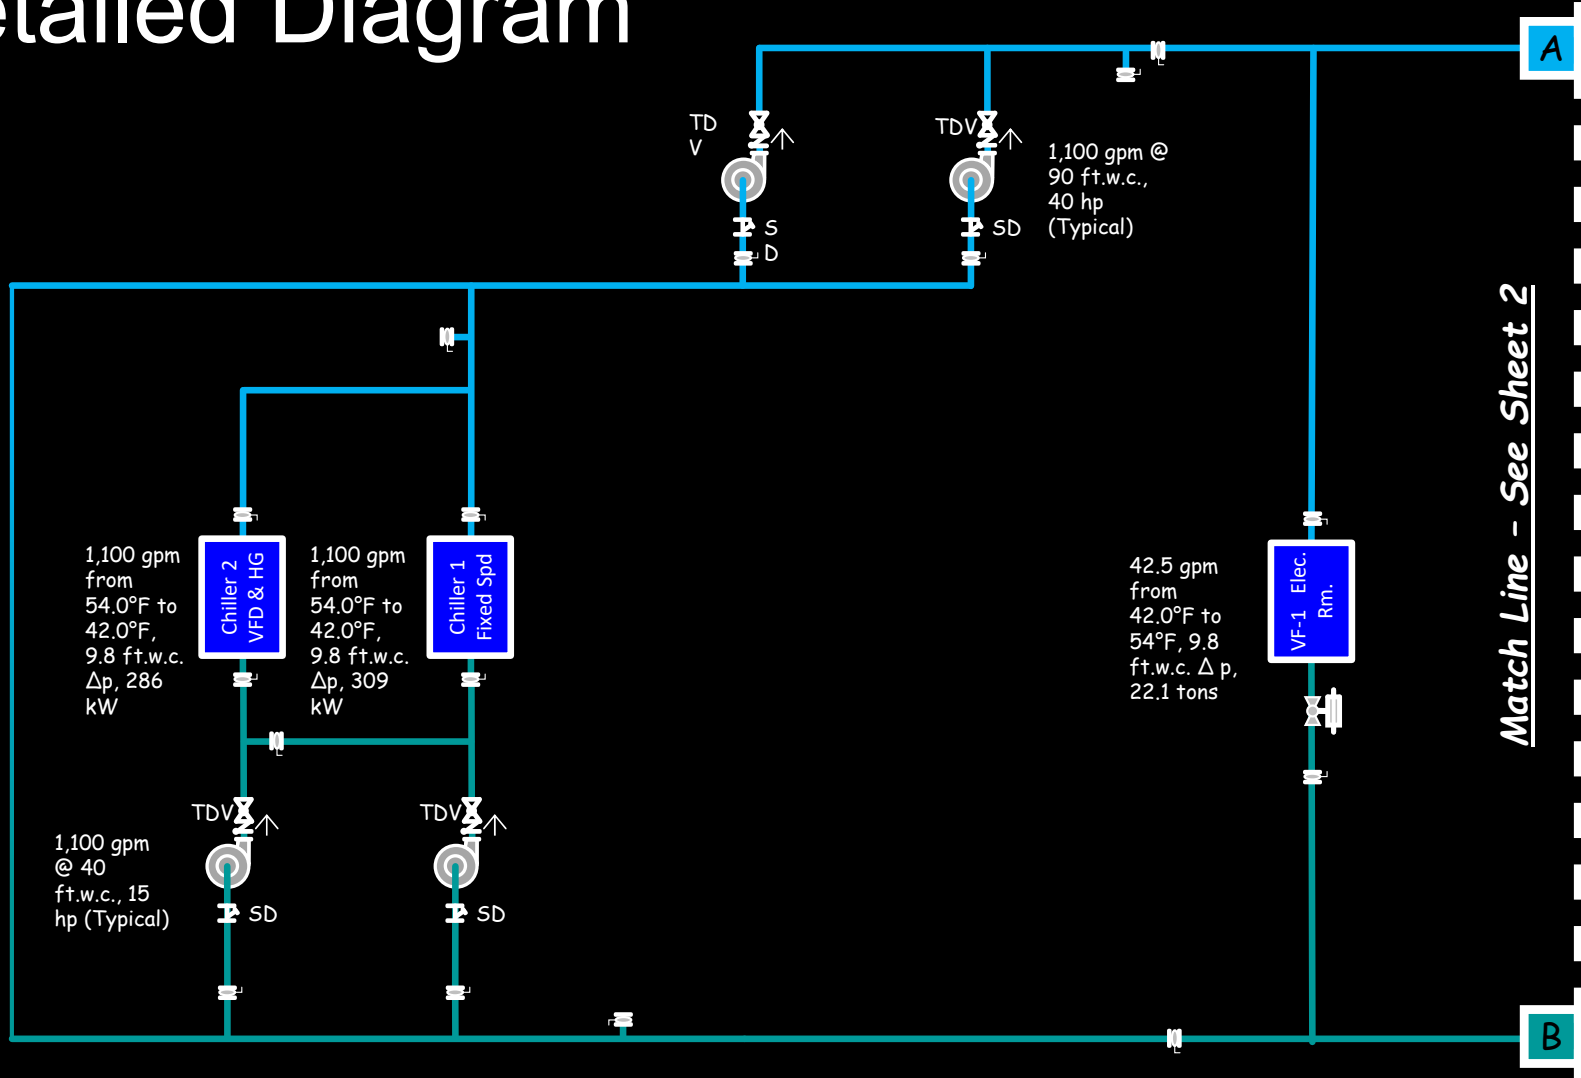 etailed Diagram
A
TD
V
TDV
1,100 gpm @
90 ft.w.c.,
40 hp
(Typical)
S
D
SD
Match Line - See Sheet 2
1,100 gpm
from
54.0°F to
42.0°F,
9.8 ft.w.c.
Δp, 286
kW
Chiller 2
VFD & HG
1,100 gpm
from
54.0°F to
42.0°F,
9.8 ft.w.c.
Δp, 309
kW
Chiller 1
Fixed Spd
42.5 gpm
from
42.0°F to
54°F, 9.8
ft.w.c. Δ p,
22.1 tons
VF-1 Elec.
Rm.
TDV
TDV
1,100 gpm
@ 40
ft.w.c., 15
hp (Typical)
SD
SD
B